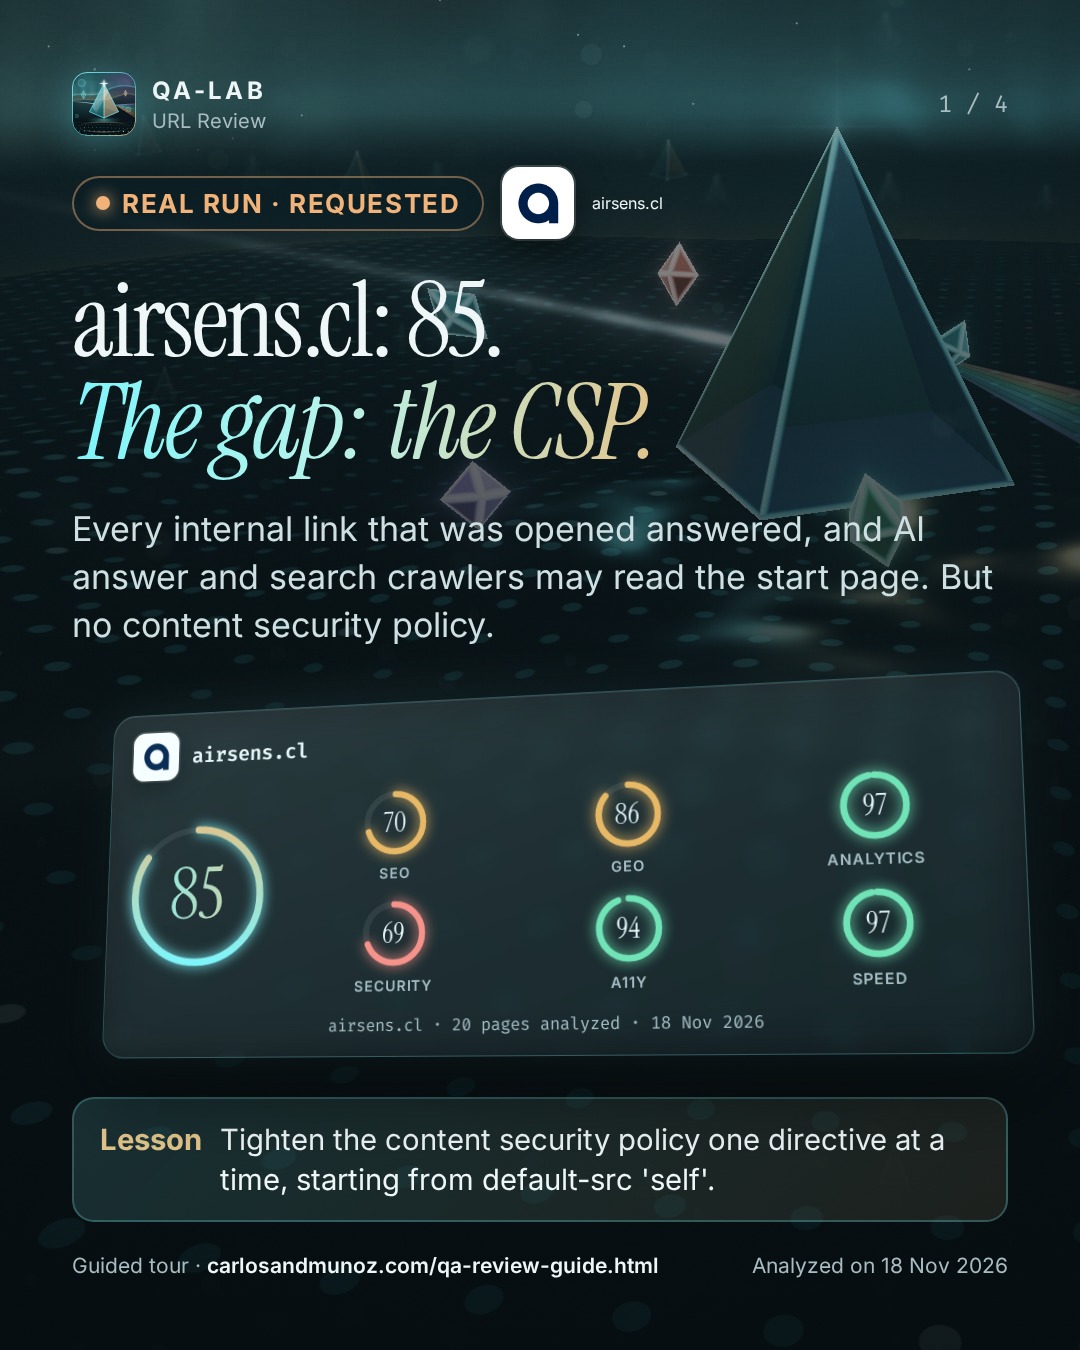 QA-LAB
URL Review
1 / 4
REAL RUN · REQUESTED
airsens.cl
airsens.cl: 85.
The gap: the CSP.
Every internal link that was opened answered, and AI
answer and search crawlers may read the start page. But
no content security policy.
airsens.cl
85
70
SEO
86
GEO
97
ANALYTICS
69
SECURITY
94
A11Y
97
SPEED
airsens.cl · 20 pages analyzed · 18 Nov 2026
Lesson Tighten the content security policy one directive at a
time, starting from default-src 'self'.
Guided tour · carlosandmunoz.com/qa-review-guide.html
Analyzed on 18 Nov 2026